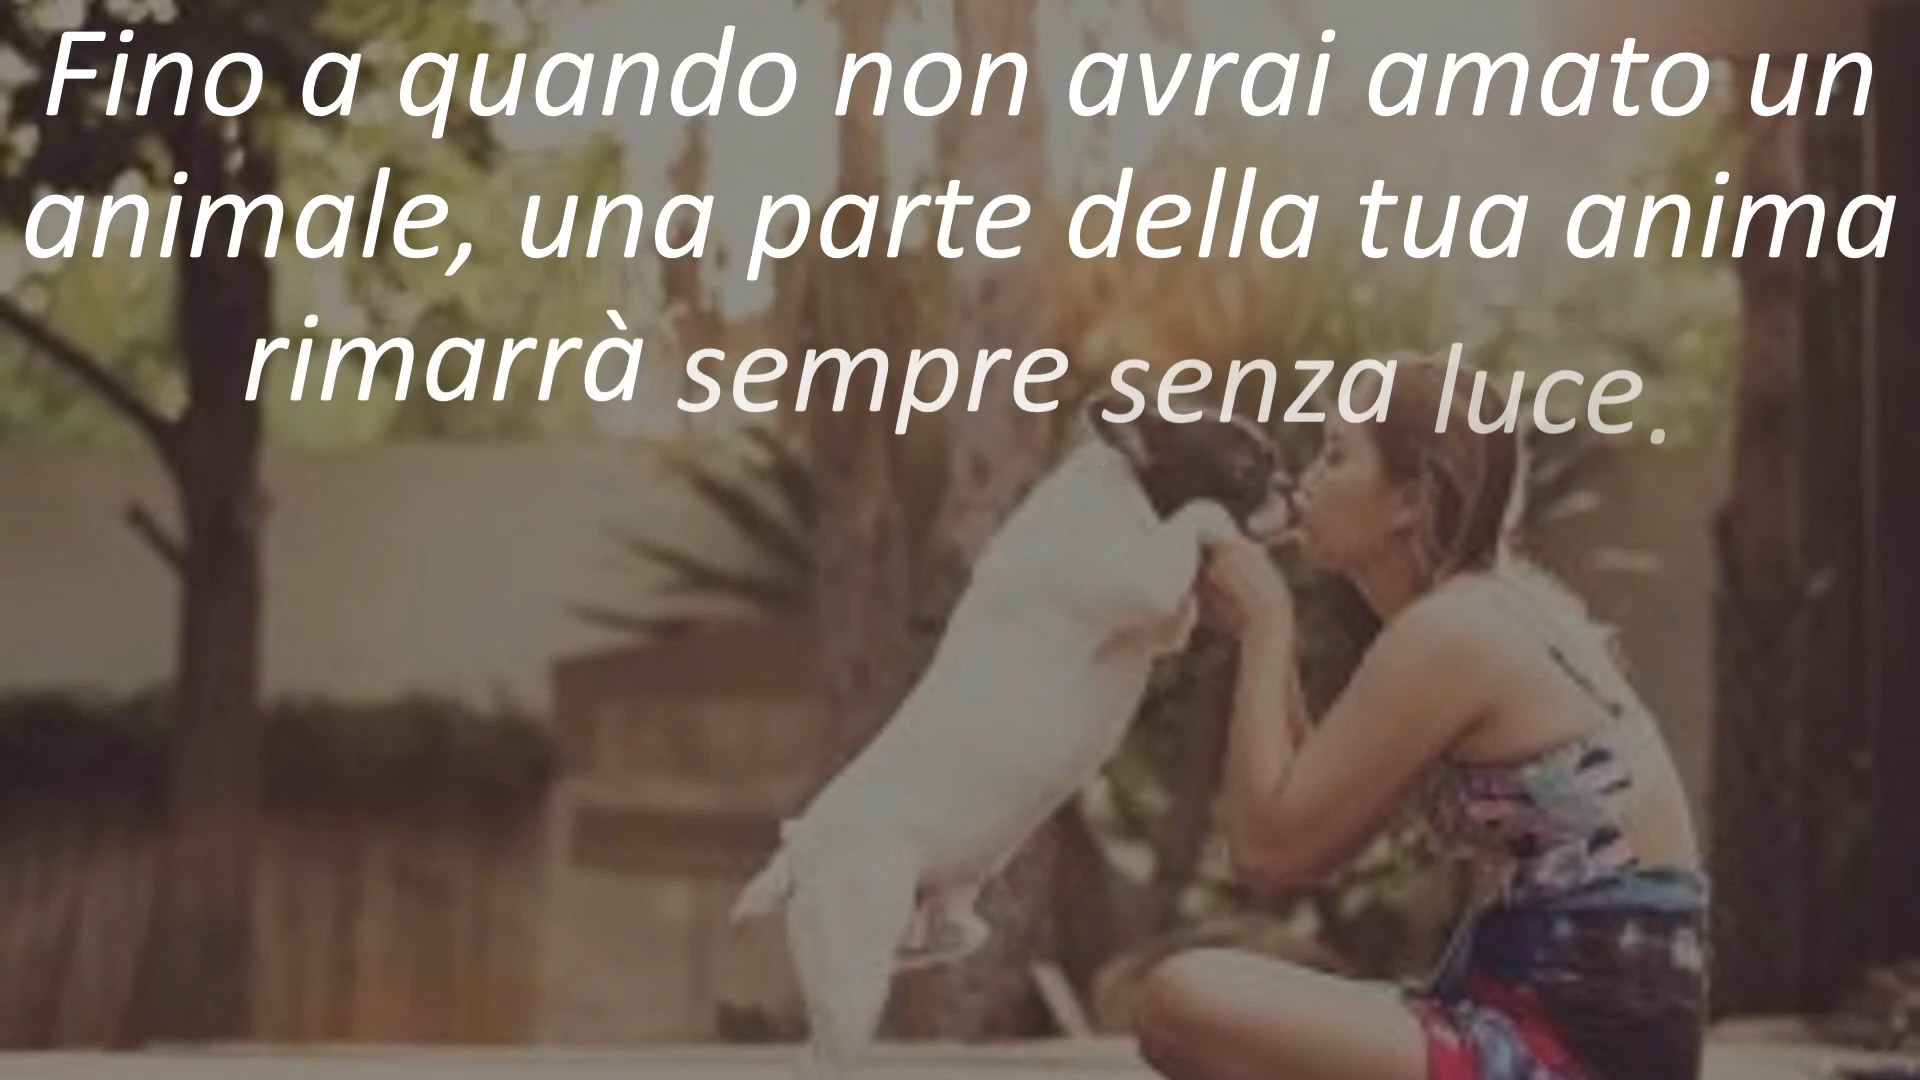 Fino a quando non avrai amato un
animale, una parte della tua anima
rimarrà sempre senza luce.